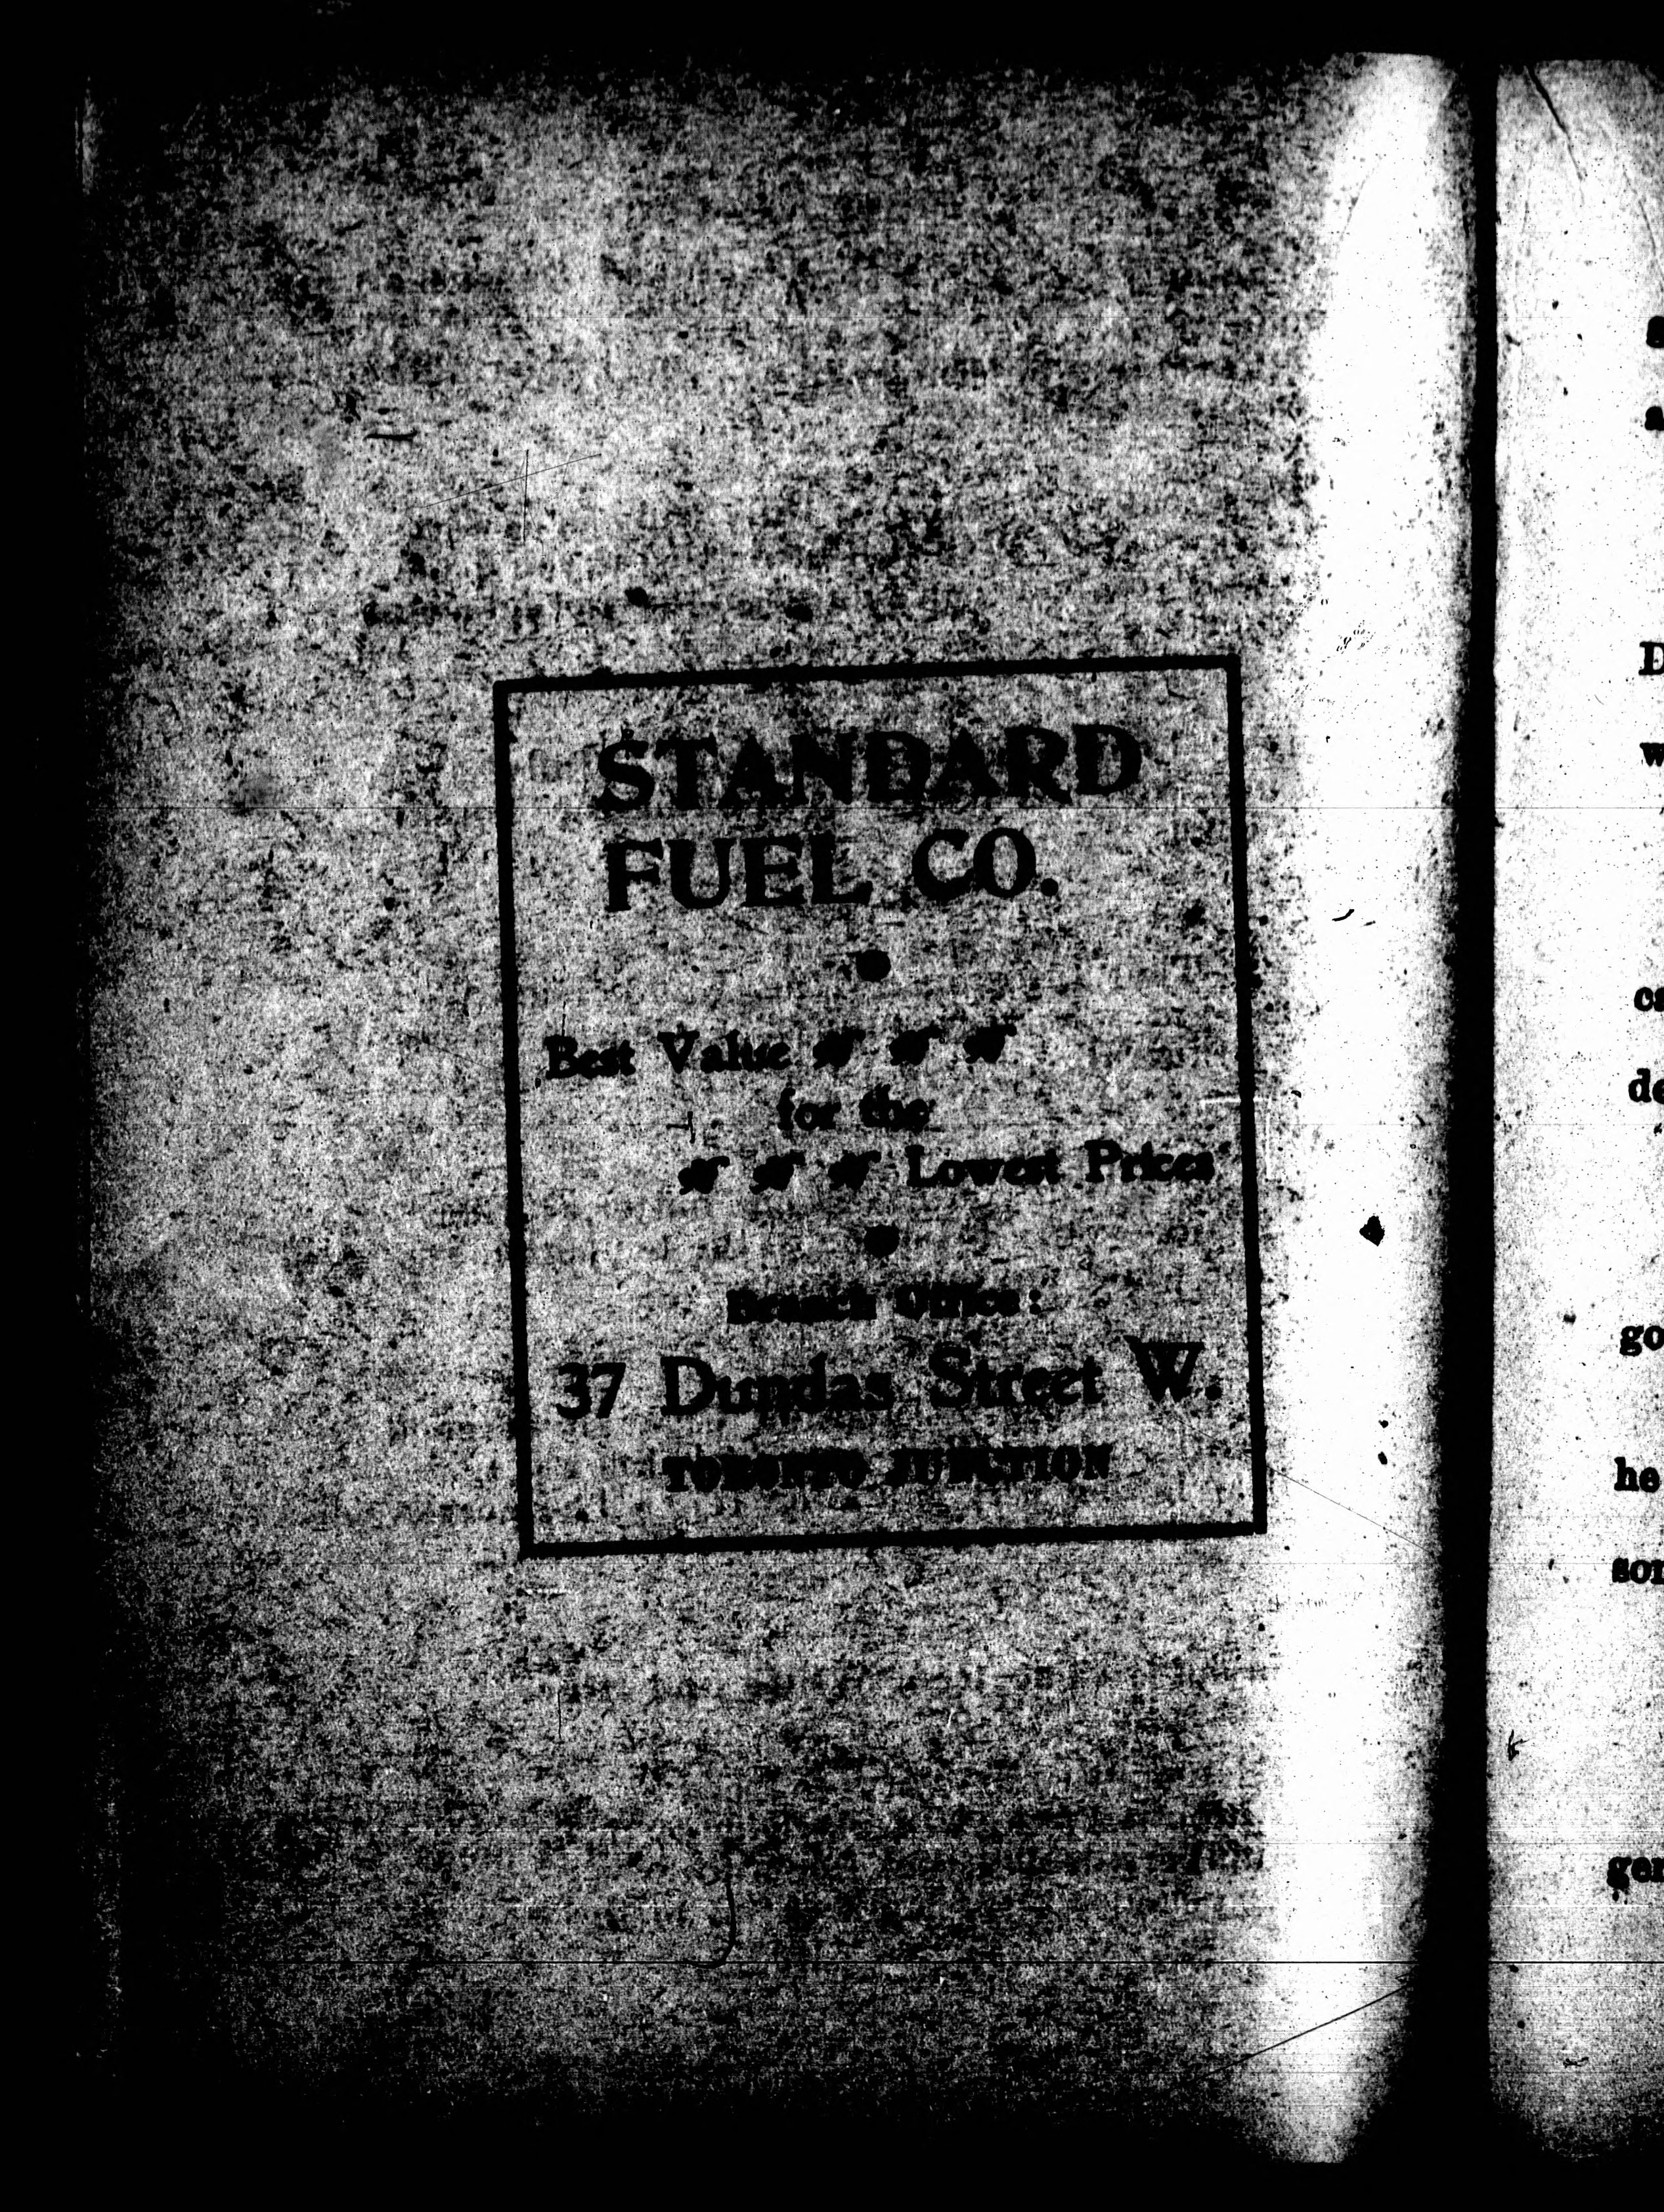 STANDARD
FUEL CO.
Best Value
for the
Lowest Prices
Branch Office:
37 Dundas Street W.
TORONTO JUNCTION